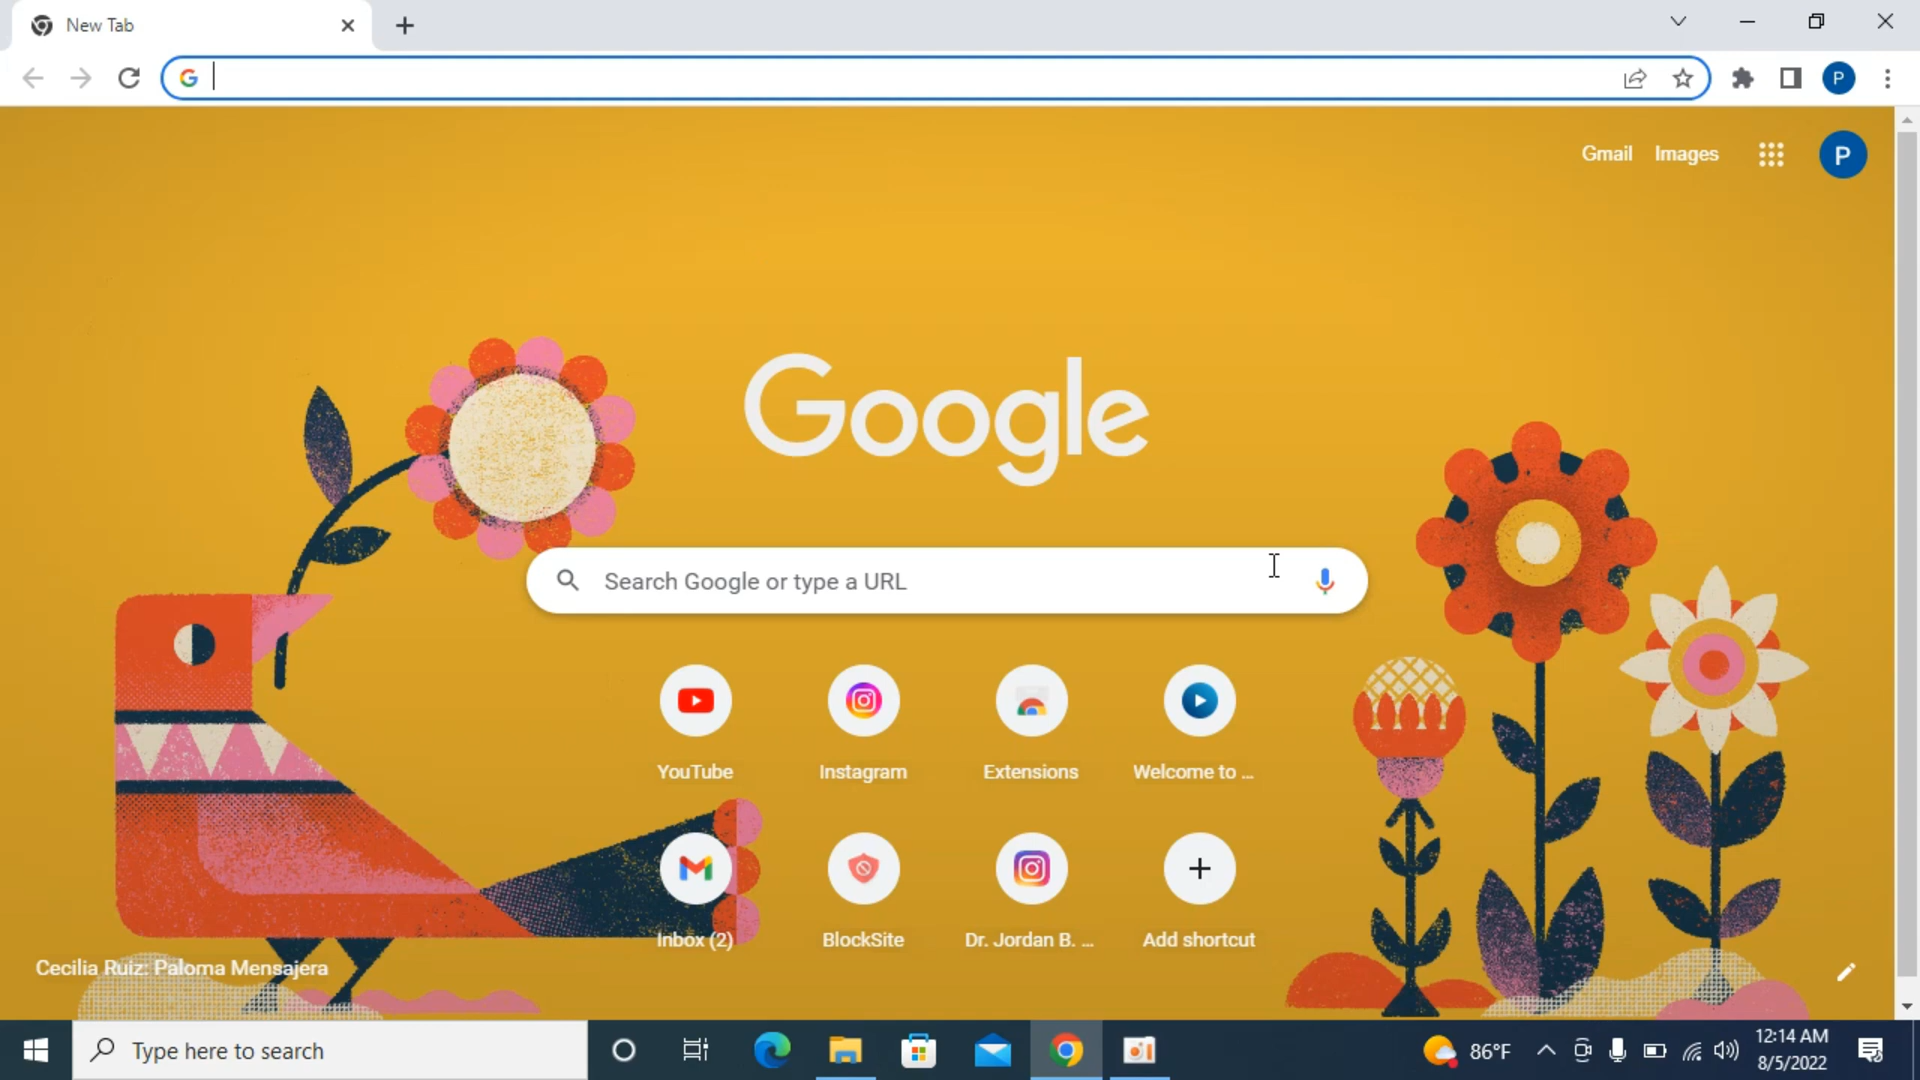 New Tab
Gmail Images
P
Google
Search Google or type a URL
YouTube Instagram Extensions Welcome to ...
Inbox (2) BlockSite Dr. Jordan B. ... Add shortcut
Cecilia Ruiz: Paloma Mensajera
Type here to search
86°F
12:14 AM
8/5/2022